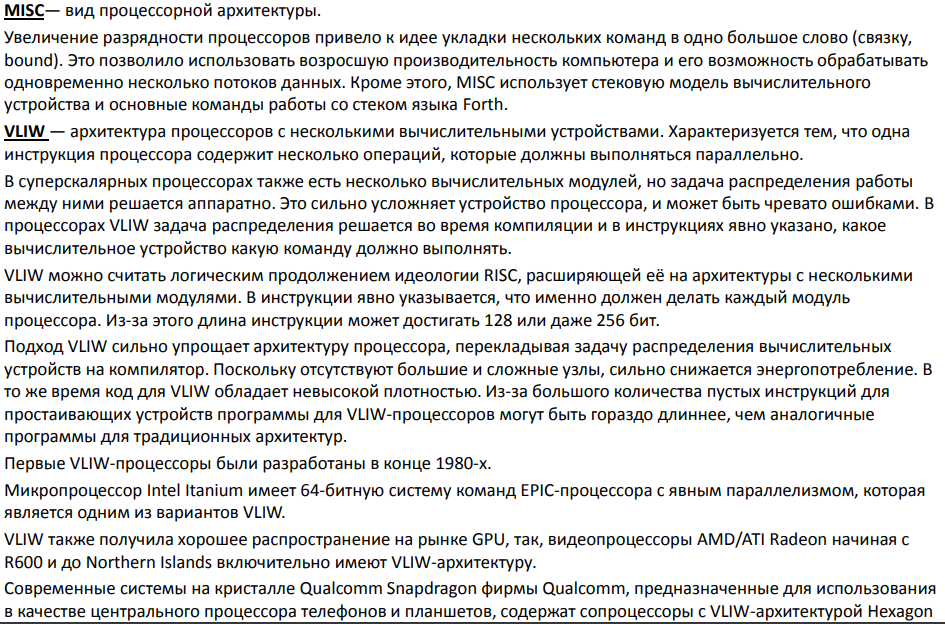 MISC— вид процессорной архитектуры.
Увеличение разрядности процессоров привело к идее укладки нескольких команд в одно большое слово (связку,
bound). Это позволило использовать возросшую производительность компьютера и его возможность обрабатывать
одновременно несколько потоков данных. Кроме этого, MISC использует стековую модель вычислительного
устройства и основные команды работы со стеком языка Forth.
VLIW — архитектура процессоров с несколькими вычислительными устройствами. Характеризуется тем, что одна
инструкция процессора содержит несколько операций, которые должны выполняться параллельно.
В суперскалярных процессорах также есть несколько вычислительных модулей, но задача распределения работы
между ними решается аппаратно. Это сильно усложняет устройство процессора, и может быть чревато ошибками. В
процессорах VLIW задача распределения решается во время компиляции и в инструкциях явно указано, какое
вычислительное устройство какую команду должно выполнять.
VLIW можно считать логическим продолжением идеологии RISC, расширяющей её на архитектуры с несколькими
вычислительными модулями. В инструкции явно указывается, что именно должен делать каждый модуль
процессора. Из-за этого длина инструкции может достигать 128 или даже 256 бит.
Подход VLIW сильно упрощает архитектуру процессора, перекладывая задачу распределения вычислительных
устройств на компилятор. Поскольку отсутствуют большие и сложные узлы, сильно снижается энергопотребление. В
то же время код для VLIW обладает невысокой плотностью. Из-за большого количества пустых инструкций для
простаивающих устройств программы для VLIW-процессоров могут быть гораздо длиннее, чем аналогичные
программы для традиционных архитектур.
Первые VLIW-процессоры были разработаны в конце 1980-х.
Микропроцессор Intel Itanium имеет 64-битную систему команд EPIC-процессора с явным параллелизмом, которая
является одним из вариантов VLIW.
VLIW также получила хорошее распространение на рынке GPU, так, видеопроцессоры AMD/ATI Radeon начиная с
R600 и до Northern Islands включительно имеют VLIW-архитектуру.
Современные системы на кристалле Qualcomm Snapdragon фирмы Qualcomm, предназначенные для использования
в качестве центрального процессора телефонов и планшетов, содержат сопроцессоры с VLIW-архитектурой Hexagon